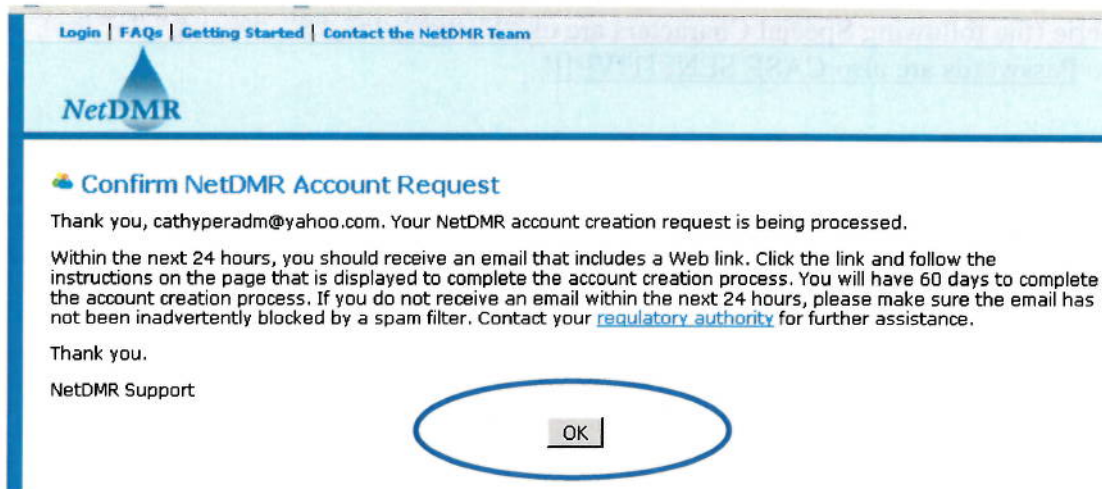 Login | FAQs | Getting Started | Contact the NetDMR Team
NetDMR
Confirm NetDMR Account Request
Thank you, cathyperadm@yahoo.com. Your NetDMR account creation request is being processed.
Within the next 24 hours, you should receive an email that includes a Web link. Click the link and follow the
instructions on the page that is displayed to complete the account creation process. You will have 60 days to complete
the account creation process. If you do not receive an email within the next 24 hours, please make sure the email has
not been inadvertently blocked by a spam filter. Contact your regulatory authority for further assistance.
Thank you.
NetDMR Support
OK